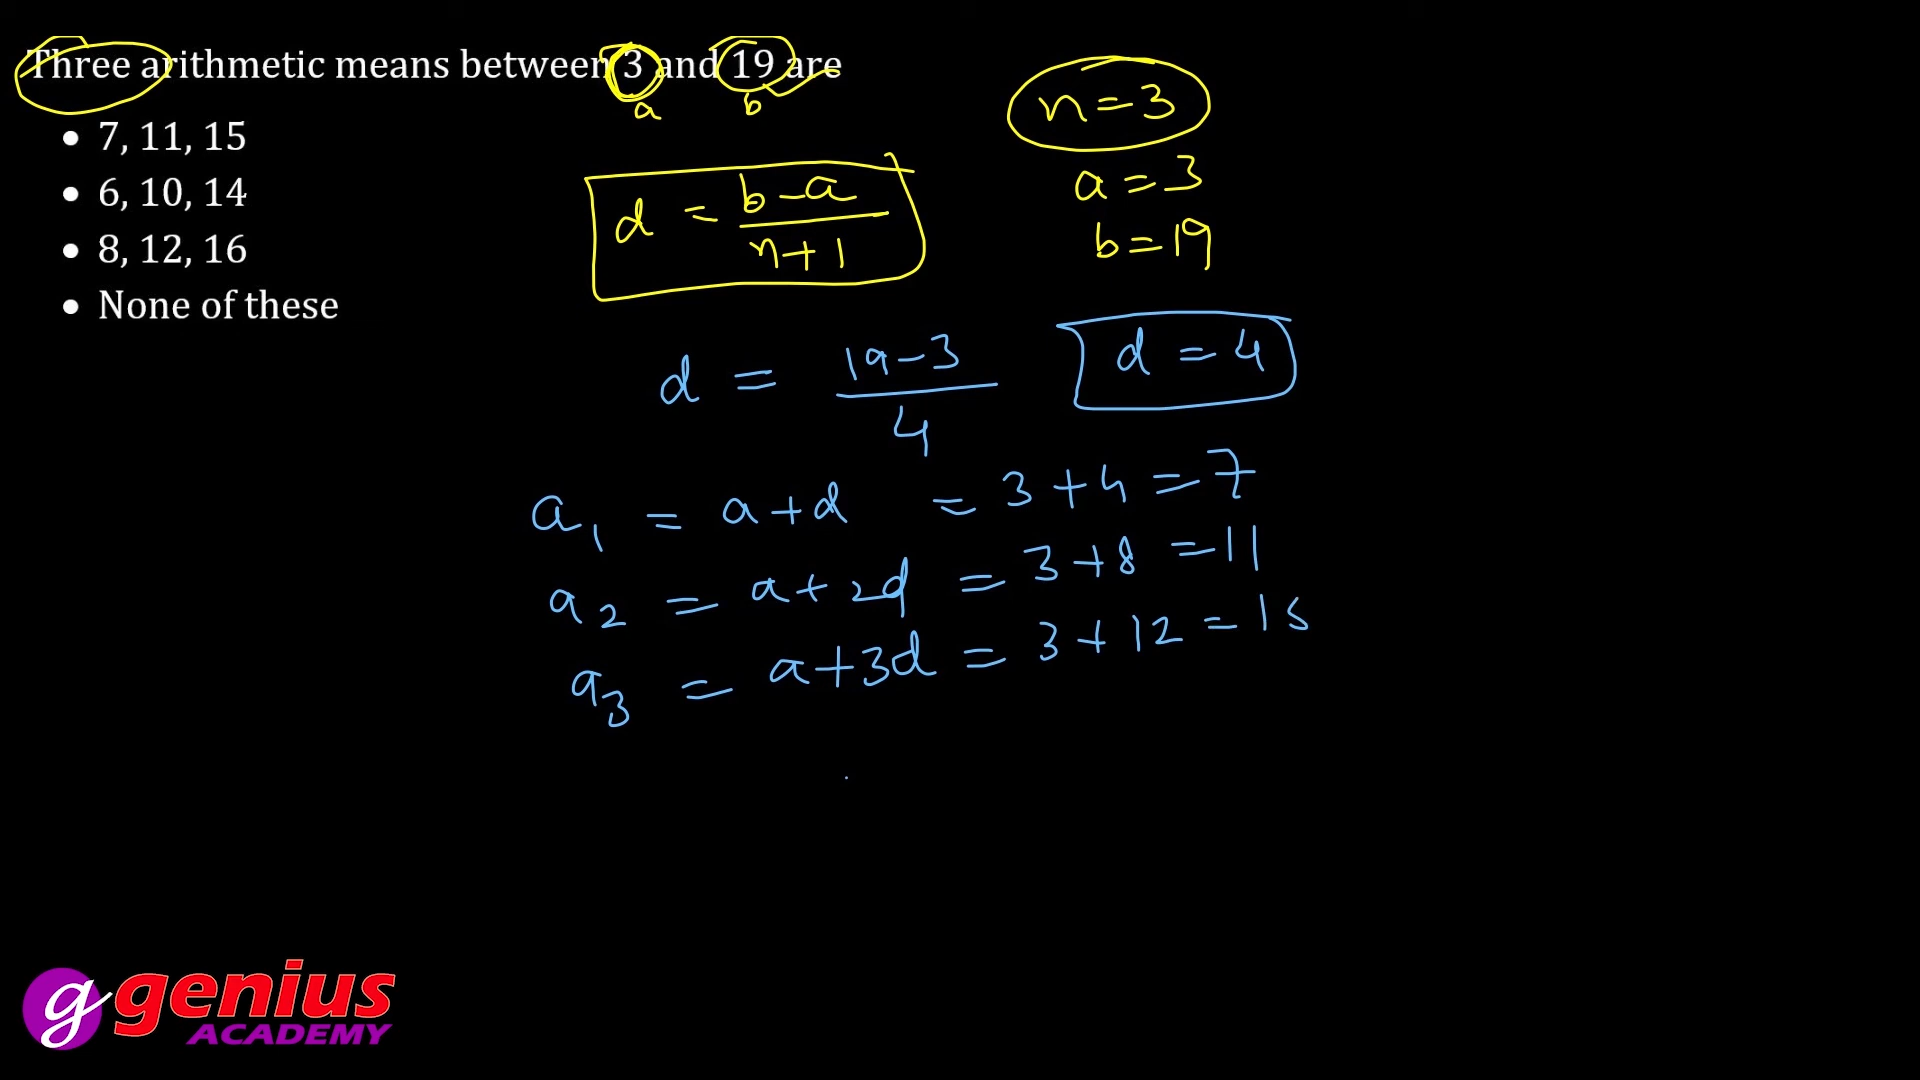 Three arithmetic means between 3 and 19 are
a b
• 7, 11, 15
• 6, 10, 14
• 8, 12, 16
• None of these
n = 3
a = 3
b = 19
d = b - a / n + 1
d = 19 - 3 / 4
d = 4
a₁ = a + d = 3 + 4 = 7
a₂ = a + 2d = 3 + 8 = 11
a₃ = a + 3d = 3 + 12 = 15
g genius
ACADEMY